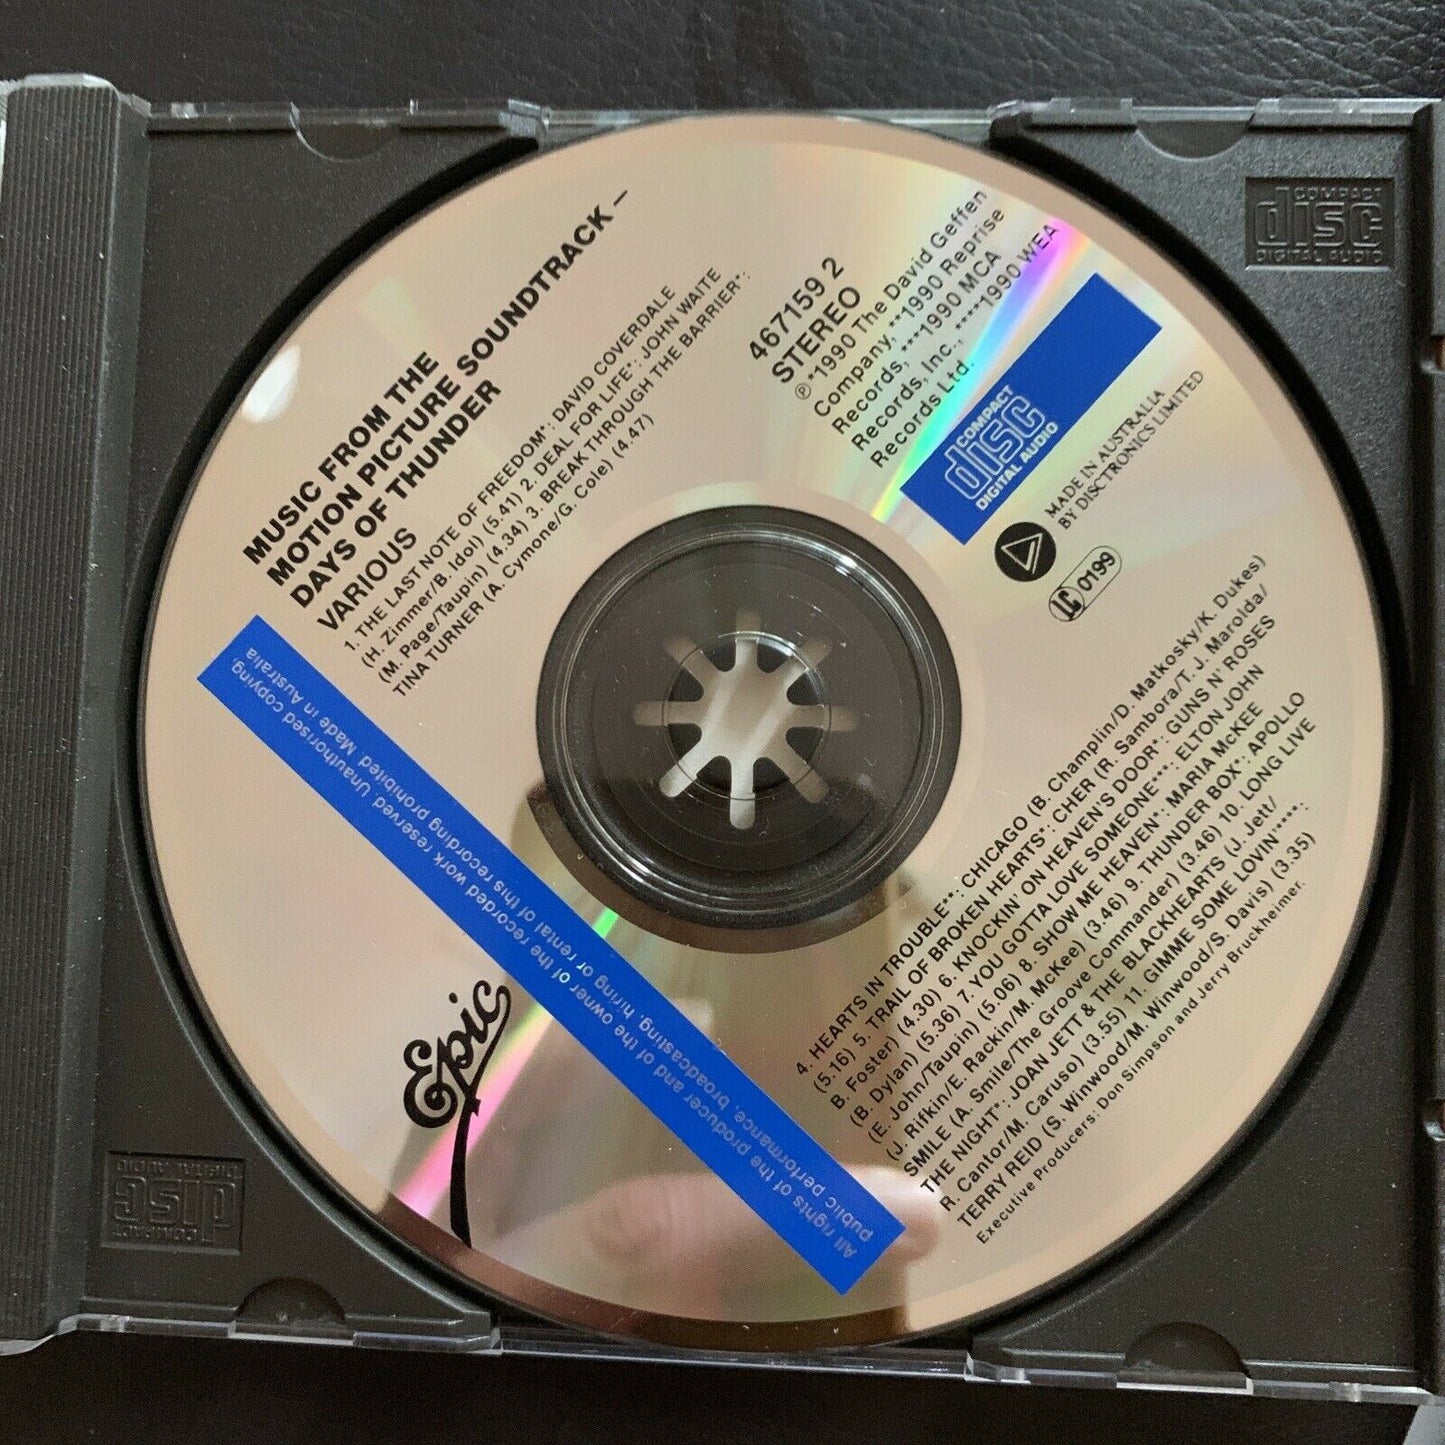 MUSIC FROM THE
MOTION PICTURE SOUNDTRACK –
DAYS OF THUNDER
VARIOUS
1. THE LAST NOTE OF FREEDOM*: DAVID COVERDALE
(H. Zimmer/B. Idol) (5.41) 2. DEAL FOR LIFE*: JOHN WAITE
(M. Page/Taupin) (4.34) 3. BREAK THROUGH THE BARRIER*:
TINA TURNER (A. Cymone/G. Cole) (4.47)
467159 2
STEREO
℗ *1990 The David Geffen
Company, **1990 Reprise
Records, ***1990 MCA
Records, Inc., ****1990 WEA
Records Ltd.
COMPACT
disc
DIGITAL AUDIO
MADE IN AUSTRALIA
BY DISCTRONICS LIMITED
LC 0199
4. HEARTS IN TROUBLE**: CHICAGO (B. Champlin/D. Matkosky/K. Dukes)
(5.16) 5. TRAIL OF BROKEN HEARTS*: CHER (R. Sambora/T. J. Marolda/
B. Foster) (4.30) 6. KNOCKIN' ON HEAVEN'S DOOR*: GUNS N' ROSES
(B. Dylan) (5.36) 7. YOU GOTTA LOVE SOMEONE***: ELTON JOHN
(E. John/Taupin) (5.06) 8. SHOW ME HEAVEN*: MARIA McKEE
(J. Rifkin/E. Rackin/M. McKee) (3.46) 9. THUNDER BOX*: APOLLO
SMILE (A. Smile/The Groove Commander) (3.46) 10. LONG LIVE
THE NIGHT*: JOAN JETT & THE BLACKHEARTS (J. Jett/
R. Cantor/M. Caruso) (3.55) 11. GIMME SOME LOVIN'****:
TERRY REID (S. Winwood/M. Winwood/S. Davis) (3.35)
Executive Producers: Don Simpson and Jerry Bruckheimer.
Epic
All rights of the producer and of the owner of the recorded work reserved. Unauthorised copying,
public performance, broadcasting, hiring or rental of this recording prohibited. Made in Australia
COMPACT
disc
DIGITAL AUDIO
COMPACT
disc
DIGITAL AUDIO